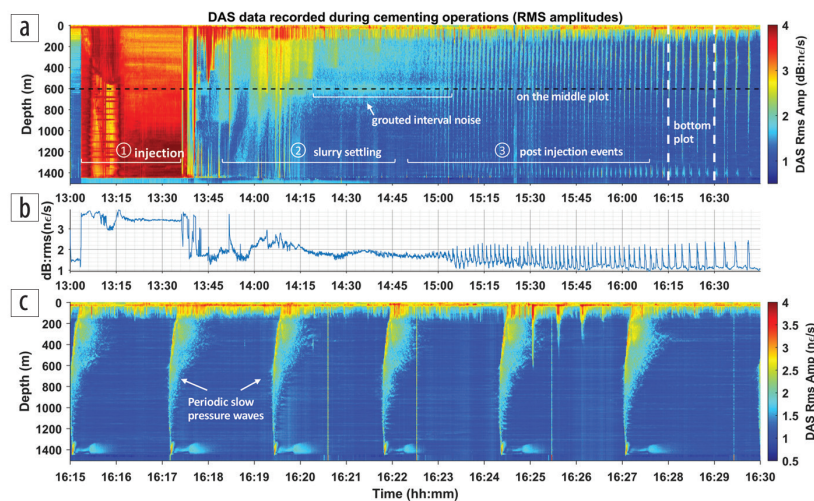 DAS data recorded during cementing operations (RMS amplitudes)
a
Depth (m)
0
200
400
600
800
1000
1200
1400
on the middle plot
grouted interval noise
bottom
plot
① injection
② slurry settling
③ post injection events
13:00 13:15 13:30 13:45 14:00 14:15 14:30 14:45 15:00 15:15 15:30 15:45 16:00 16:15 16:30
4
3.5
3
2.5
2
1.5
1
DAS Rms Amp (dB:nε/s)
b
dB:rms(nε/s)
3
2
1
13:00 13:15 13:30 13:45 14:00 14:15 14:30 14:45 15:00 15:15 15:30 15:45 16:00 16:15 16:30
c
Depth (m)
0
200
400
600
800
1000
1200
1400
Periodic slow
pressure waves
16:15 16:17 16:18 16:19 16:20 16:22 16:23 16:24 16:25 16:27 16:28 16:29 16:30
Time (hh:mm)
4
3.5
3
2.5
2
1.5
1
0.5
DAS Rms Amp (nε/s)